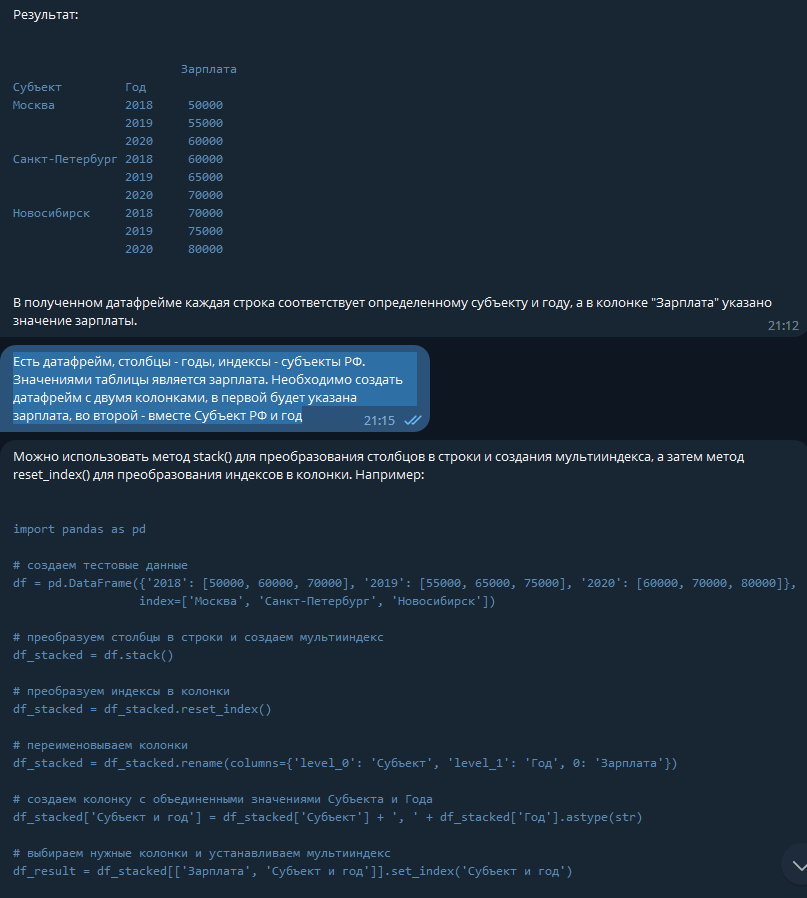 Результат:
Зарплата
Субъект Год
Москва 2018 50000
2019 55000
2020 60000
Санкт-Петербург 2018 60000
2019 65000
2020 70000
Новосибирск 2018 70000
2019 75000
2020 80000
В полученном датафрейме каждая строка соответствует определенному субъекту и году, а в колонке "Зарплата" указано
значение зарплаты.
21:12
Есть датафрейм, столбцы - годы, индексы - субъекты РФ.
Значениями таблицы является зарплата. Необходимо создать
датафрейм с двумя колонками, в первой будет указана
зарплата, во второй - вместе Субъект РФ и год
21:15
Можно использовать метод stack() для преобразования столбцов в строки и создания мультииндекса, а затем метод
reset_index() для преобразования индексов в колонки. Например:
import pandas as pd
# создаем тестовые данные
df = pd.DataFrame({'2018': [50000, 60000, 70000], '2019': [55000, 65000, 75000], '2020': [60000, 70000, 80000]},
index=['Москва', 'Санкт-Петербург', 'Новосибирск'])
# преобразуем столбцы в строки и создаем мультииндекс
df_stacked = df.stack()
# преобразуем индексы в колонки
df_stacked = df_stacked.reset_index()
# переименовываем колонки
df_stacked = df_stacked.rename(columns={'level_0': 'Субъект', 'level_1': 'Год', 0: 'Зарплата'})
# создаем колонку с объединенными значениями Субъекта и Года
df_stacked['Субъект и год'] = df_stacked['Субъект'] + ', ' + df_stacked['Год'].astype(str)
# выбираем нужные колонки и устанавливаем мультииндекс
df_result = df_stacked[['Зарплата', 'Субъект и год']].set_index('Субъект и год')